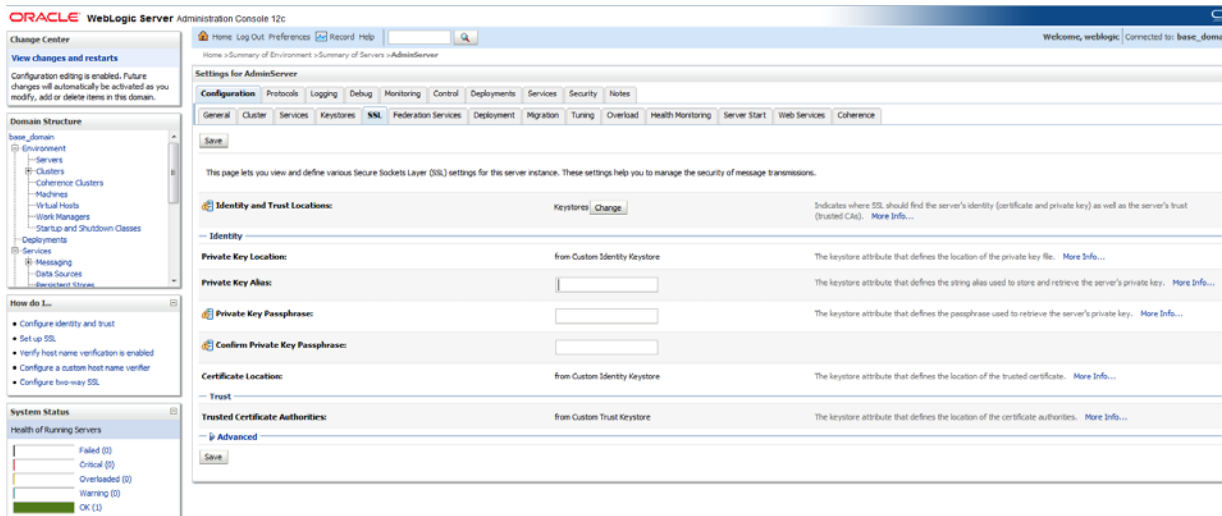 ORACLE WebLogic Server Administration Console 12c
Change Center
View changes and restarts
Configuration editing is enabled. Future
changes will automatically be activated as you
modify, add or delete items in this domain.
Domain Structure
base_domain
Environment
Servers
Clusters
Coherence Clusters
Machines
Virtual Hosts
Work Managers
Startup and Shutdown Classes
Deployments
Services
Messaging
Data Sources
Persistent Stores
How do I...
Configure identity and trust
Set up SSL
Verify host name verification is enabled
Configure a custom host name verifier
Configure two-way SSL
System Status
Health of Running Servers
Failed (0)
Critical (0)
Overloaded (0)
Warning (0)
OK (1)
Home Log Out Preferences Record Help
Welcome, weblogic Connected to: base_doma
Home >Summary of Environment >Summary of Servers >AdminServer
Settings for AdminServer
Configuration Protocols Logging Debug Monitoring Control Deployments Services Security Notes
General Cluster Services Keystores SSL Federation Services Deployment Migration Tuning Overload Health Monitoring Server Start Web Services Coherence
Save
This page lets you view and define various Secure Sockets Layer (SSL) settings for this server instance. These settings help you to manage the security of message transmissions.
Identity and Trust Locations: Keystores Change Indicates where SSL should find the server's identity (certificate and private key) as well as the server's trust
(trusted CAs). More Info...
Identity
Private Key Location: from Custom Identity Keystore The keystore attribute that defines the location of the private key file. More Info...
Private Key Alias: The keystore attribute that defines the string alias used to store and retrieve the server's private key. More Info...
Private Key Passphrase: The keystore attribute that defines the passphrase used to retrieve the server's private key. More Info...
Confirm Private Key Passphrase:
Certificate Location: from Custom Identity Keystore The keystore attribute that defines the location of the trusted certificate. More Info...
Trust
Trusted Certificate Authorities: from Custom Trust Keystore The keystore attribute that defines the location of the certificate authorities. More Info...
Advanced
Save